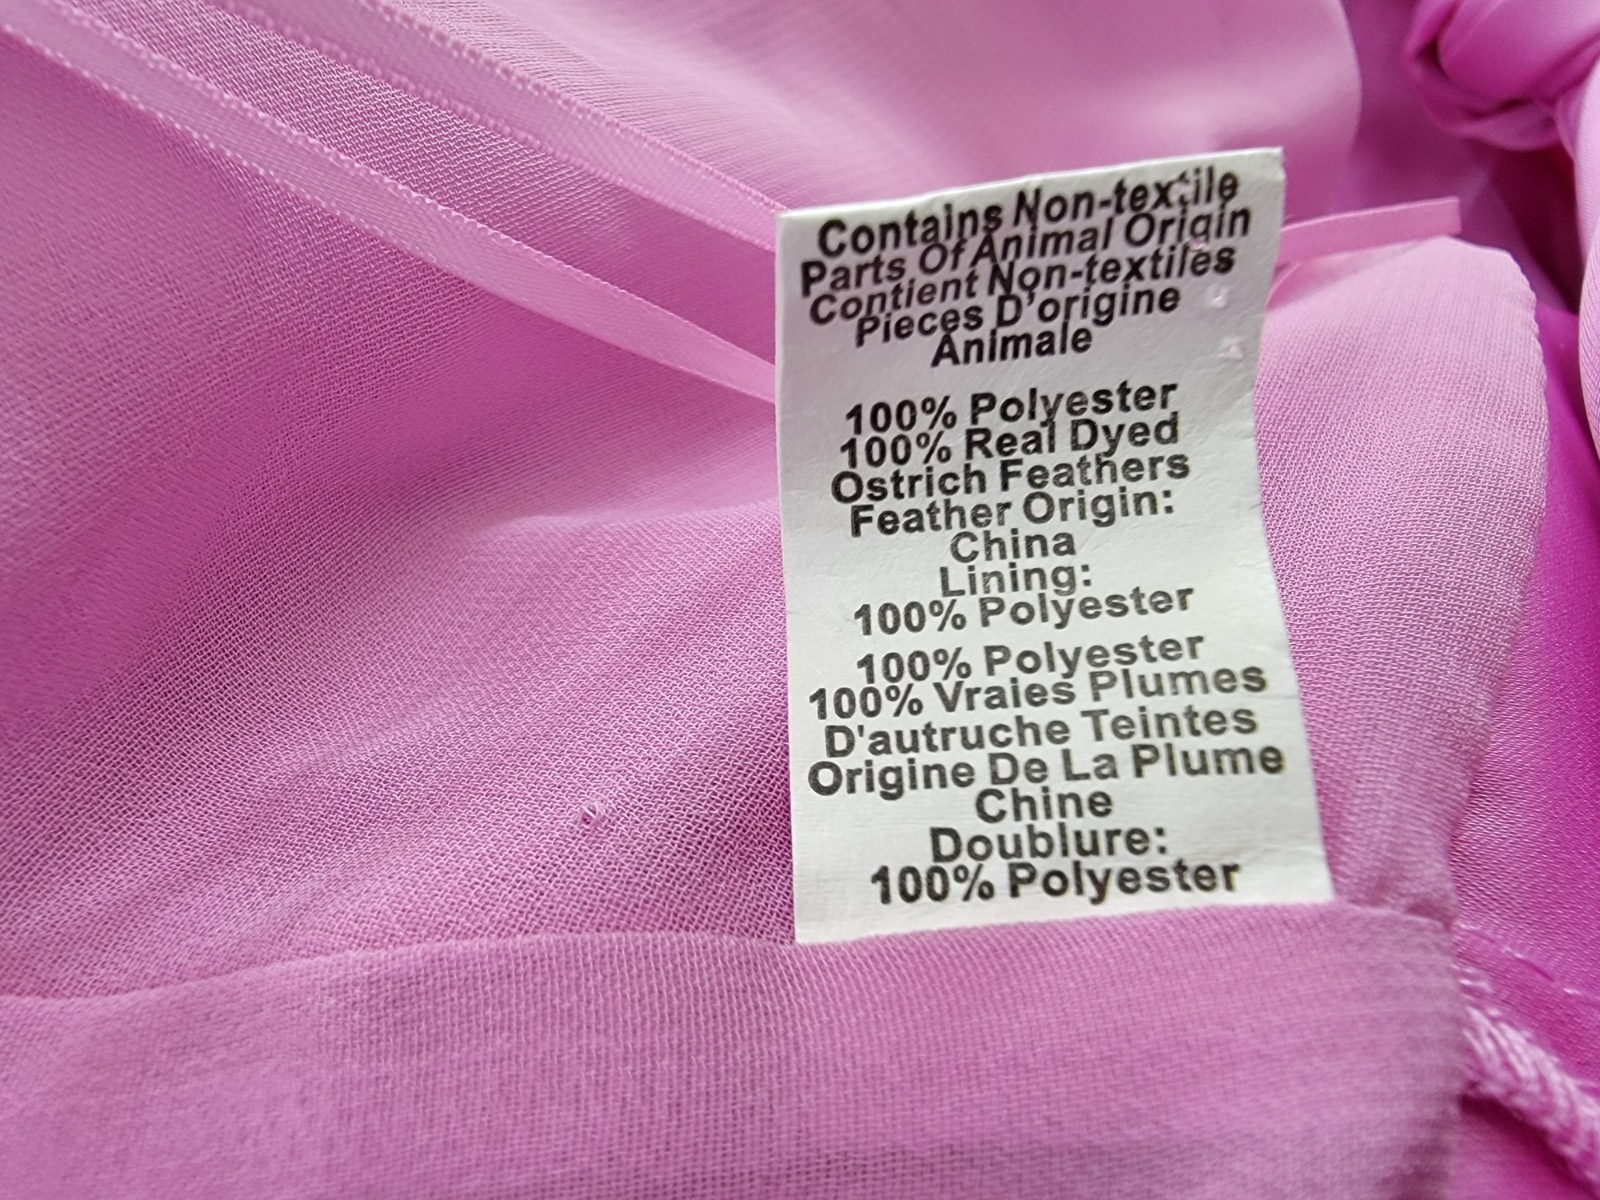 Contains Non-textile
Parts Of Animal Origin
Contient Non-textiles
Pieces D'origine
Animale
100% Polyester
100% Real Dyed
Ostrich Feathers
Feather Origin:
China
Lining:
100% Polyester
100% Polyester
100% Vraies Plumes
D'autruche Teintes
Origine De La Plume
Chine
Doublure:
100% Polyester